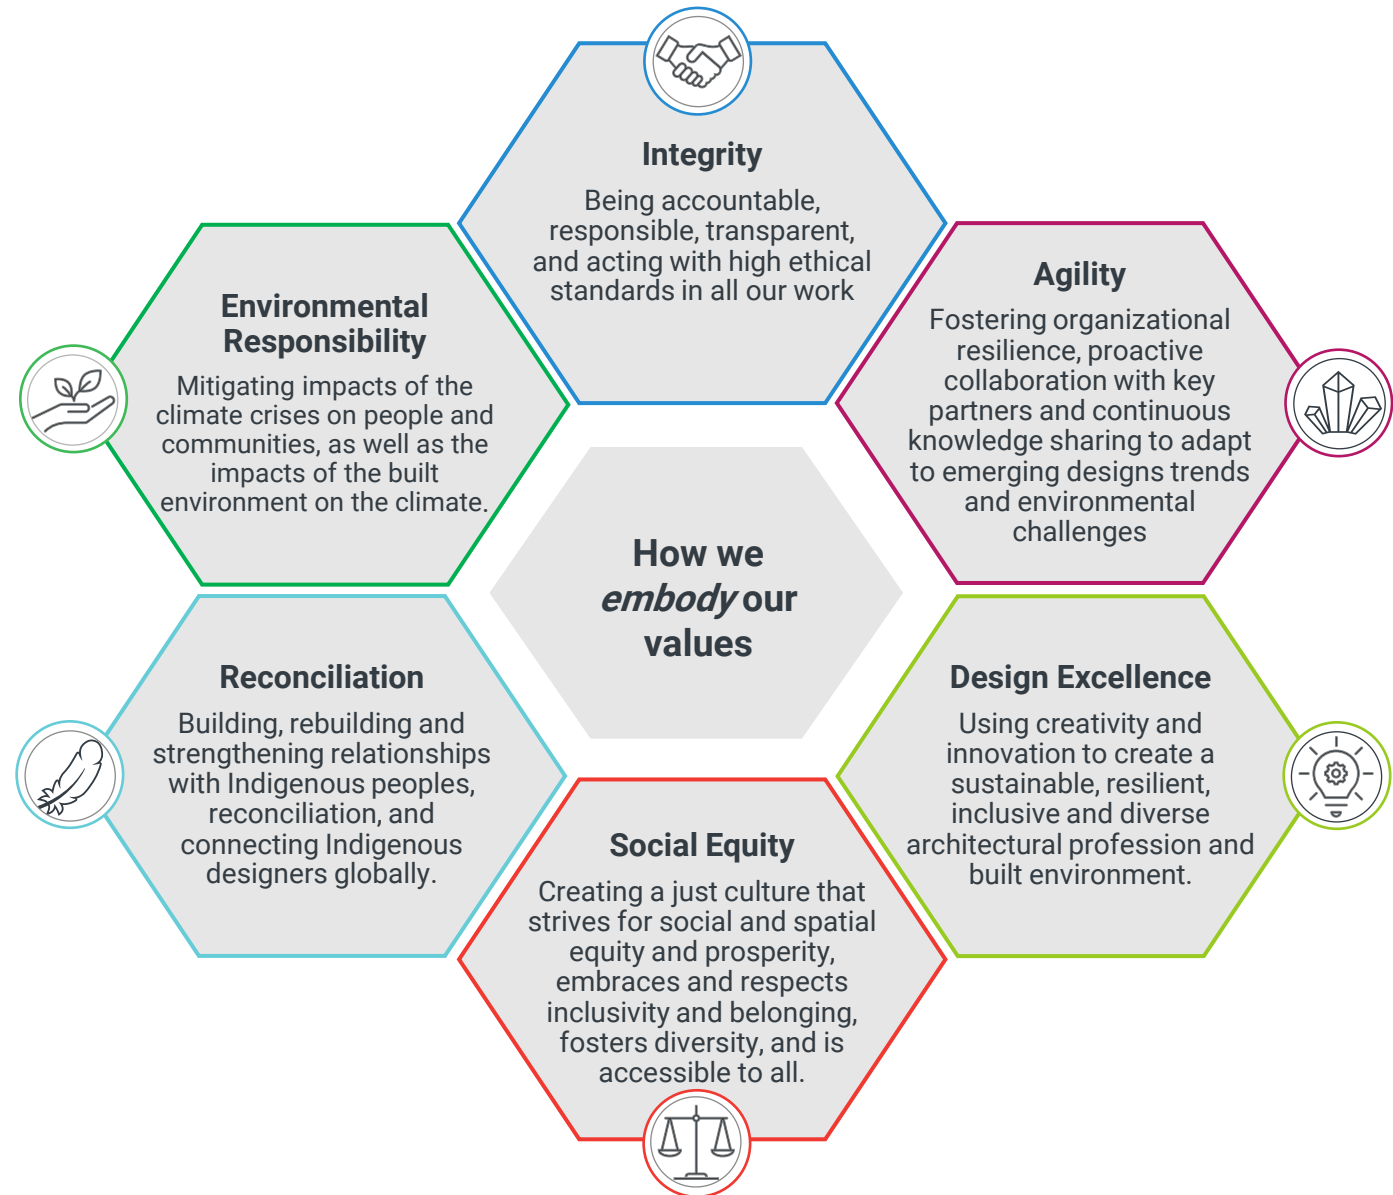 Integrity
Being accountable,
responsible, transparent,
and acting with high ethical
standards in all our work
Agility
Fostering organizational
resilience, proactive
collaboration with key
partners and continuous
knowledge sharing to adapt
to emerging designs trends
and environmental
challenges
Environmental
Responsibility
Mitigating impacts of the
climate crises on people and
communities, as well as the
impacts of the built
environment on the climate.
How we
embody our
values
Reconciliation
Building, rebuilding and
strengthening relationships
with Indigenous peoples,
reconciliation, and
connecting Indigenous
designers globally.
Design Excellence
Using creativity and
innovation to create a
sustainable, resilient,
inclusive and diverse
architectural profession and
built environment.
Social Equity
Creating a just culture that
strives for social and spatial
equity and prosperity,
embraces and respects
inclusivity and belonging,
fosters diversity, and is
accessible to all.